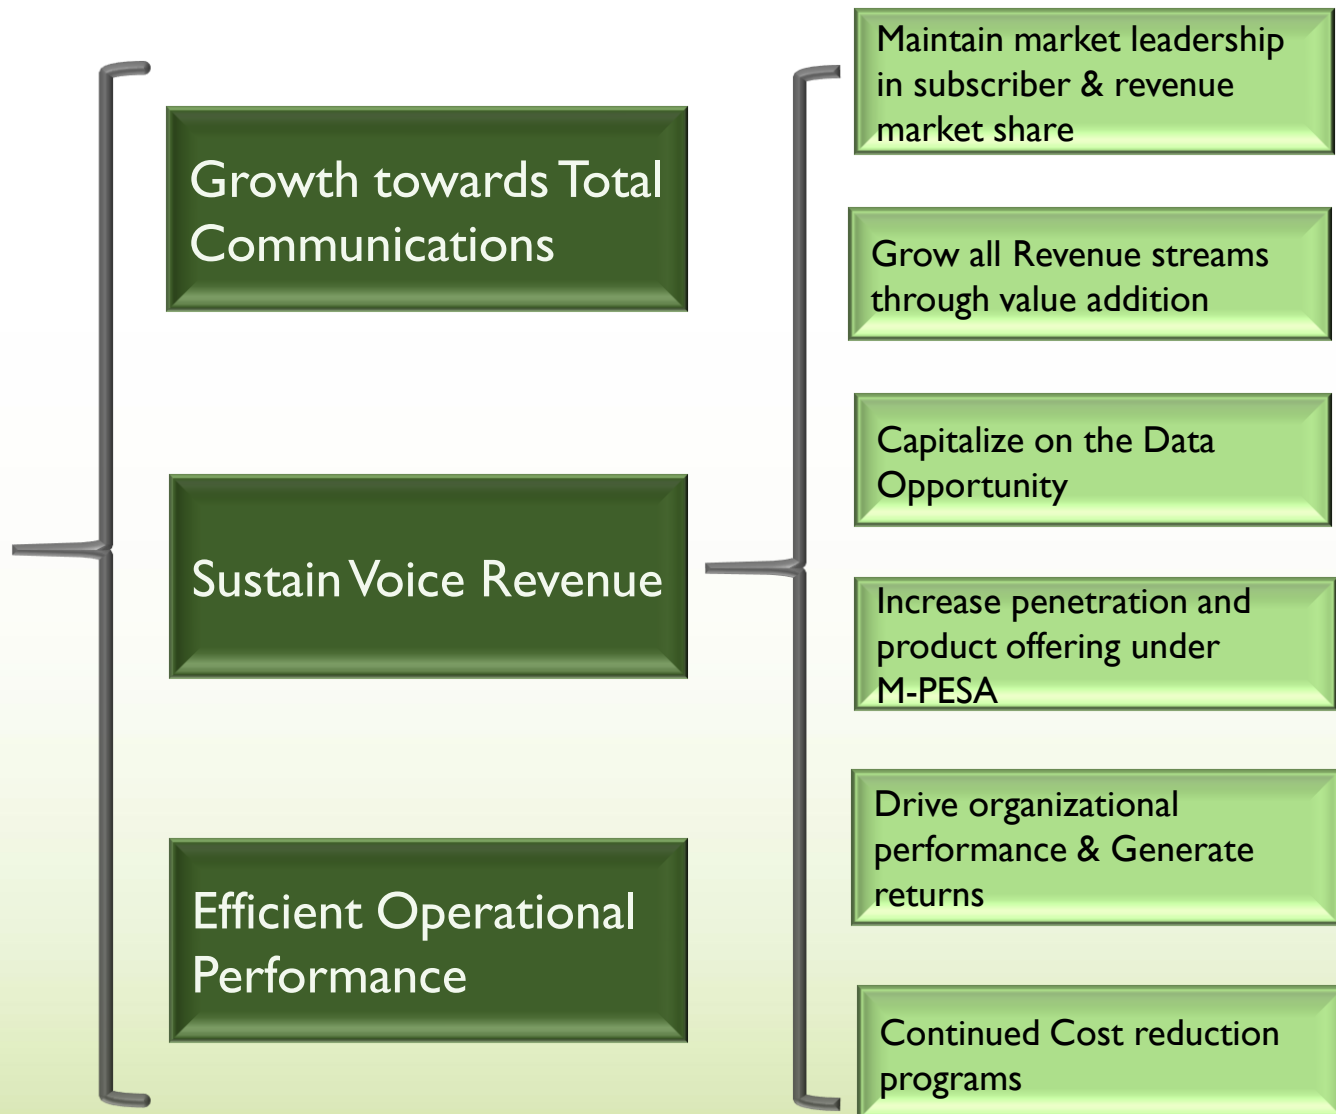 Growth towards Total
Communications
Sustain Voice Revenue
Efficient Operational
Performance
Maintain market leadership
in subscriber & revenue
market share
Grow all Revenue streams
through value addition
Capitalize on the Data
Opportunity
Increase penetration and
product offering under
M-PESA
Drive organizational
performance & Generate
returns
Continued Cost reduction
programs